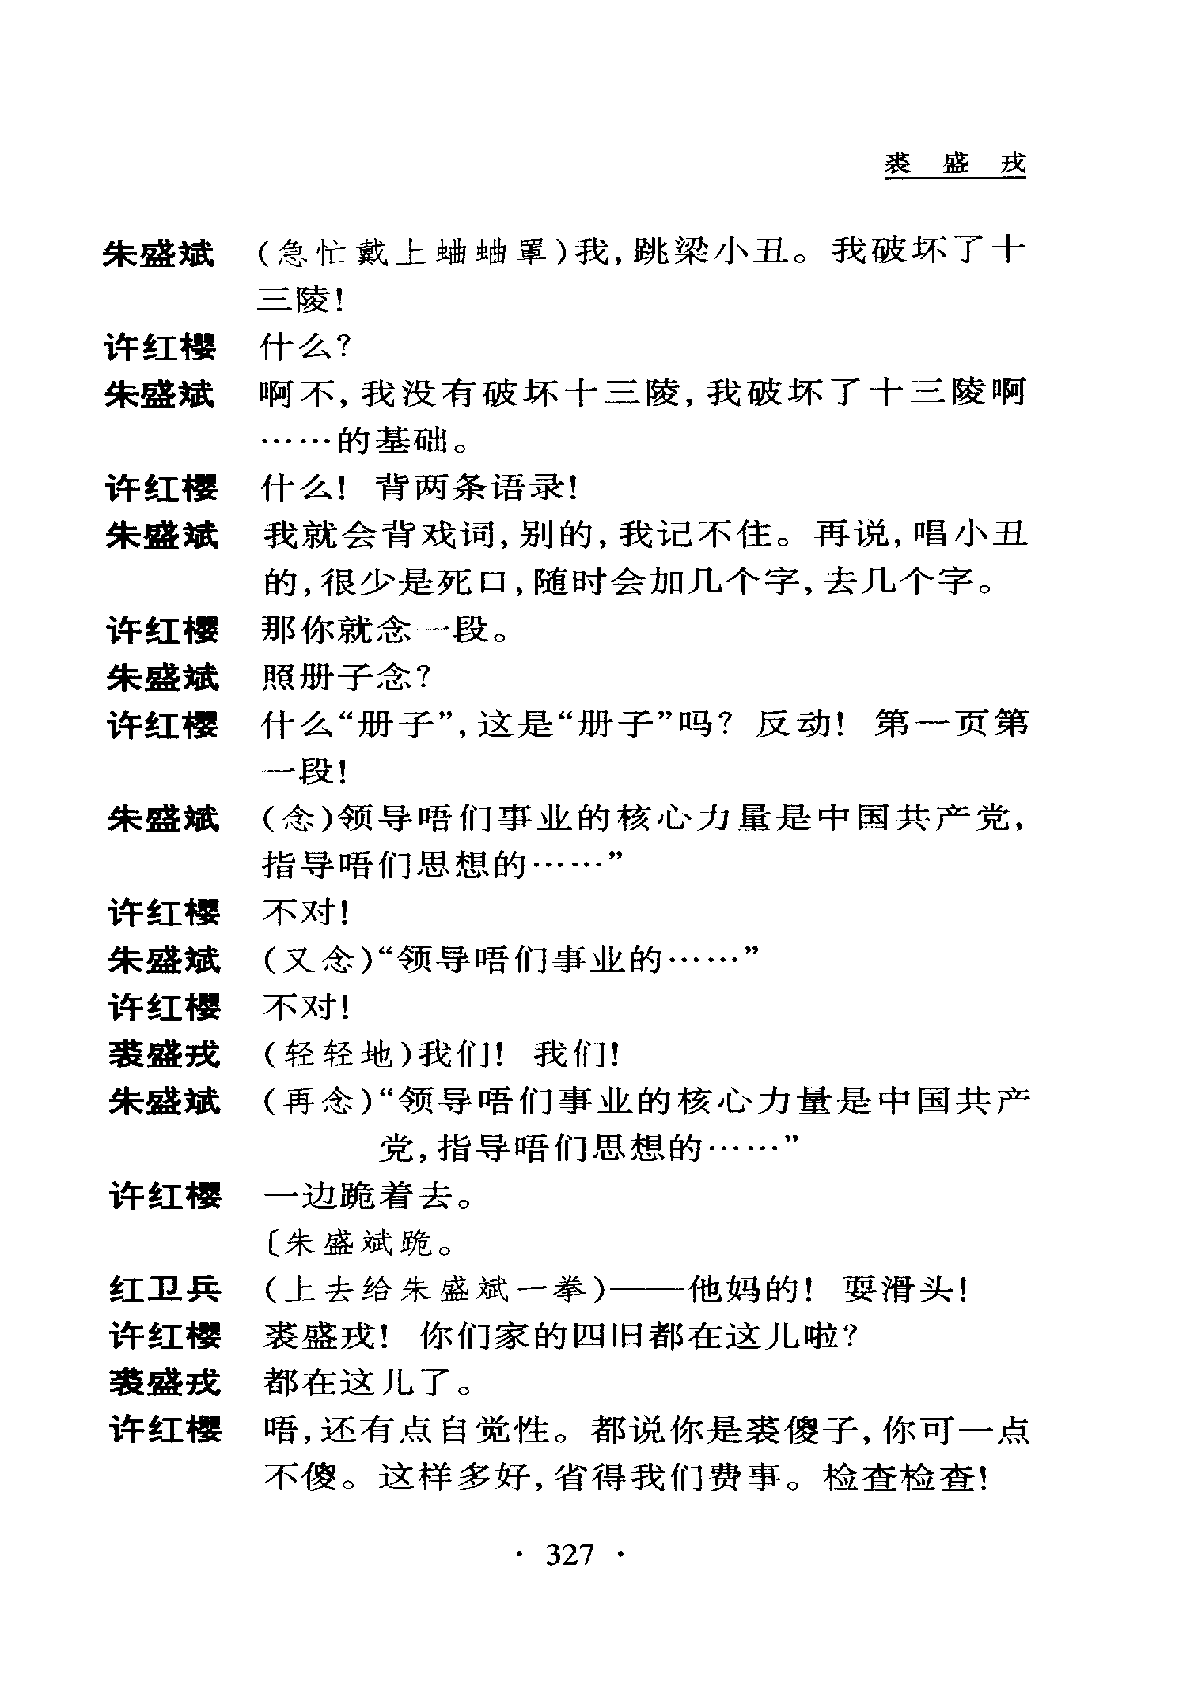 裘 盛 戎
朱盛斌 (急忙戴上蛐蛐罩)我,跳梁小丑。我破坏了十
三陵!
许红樱 什么?
朱盛斌 啊不,我没有破坏十三陵,我破坏了十三陵啊
……的基础。
许红樱 什么! 背两条语录!
朱盛斌 我就会背戏词,别的,我记不住。再说,唱小丑
的,很少是死口,随时会加几个字,去几个字。
许红樱 那你就念一段。
朱盛斌 照册子念?
许红樱 什么“册子”,这是“册子”吗? 反动! 第一页第
一段!
朱盛斌 (念)领导唔们事业的核心力量是中国共产党,
指导唔们思想的……”
许红樱 不对!
朱盛斌 (又念)“领导唔们事业的……”
许红樱 不对!
裘盛戎 (轻轻地)我们! 我们!
朱盛斌 (再念)“领导唔们事业的核心力量是中国共产
党,指导唔们思想的……”
许红樱 一边跪着去。
〔朱盛斌跪。
红卫兵 (上去给朱盛斌一拳)——他妈的! 耍滑头!
许红樱 裘盛戎! 你们家的四旧都在这儿啦?
裘盛戎 都在这儿了。
许红樱 唔,还有点自觉性。都说你是裘傻子,你可一点
不傻。这样多好,省得我们费事。检查检查!
· 327 ·